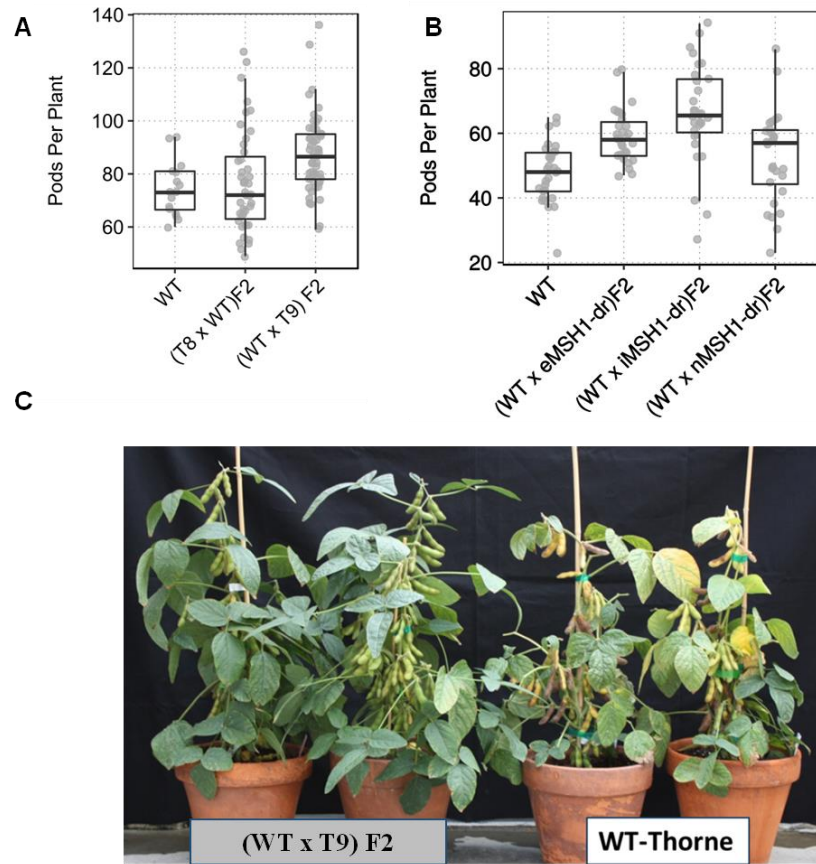 A
Pods Per Plant
140
120
100
80
60
WT
(T8 x WT)F2
(WT x T9) F2
B
Pods Per Plant
80
60
40
20
WT
(WT x eMSH1-dr)F2
(WT x iMSH1-dr)F2
(WT x nMSH1-dr)F2
C
(WT x T9) F2
WT-Thorne